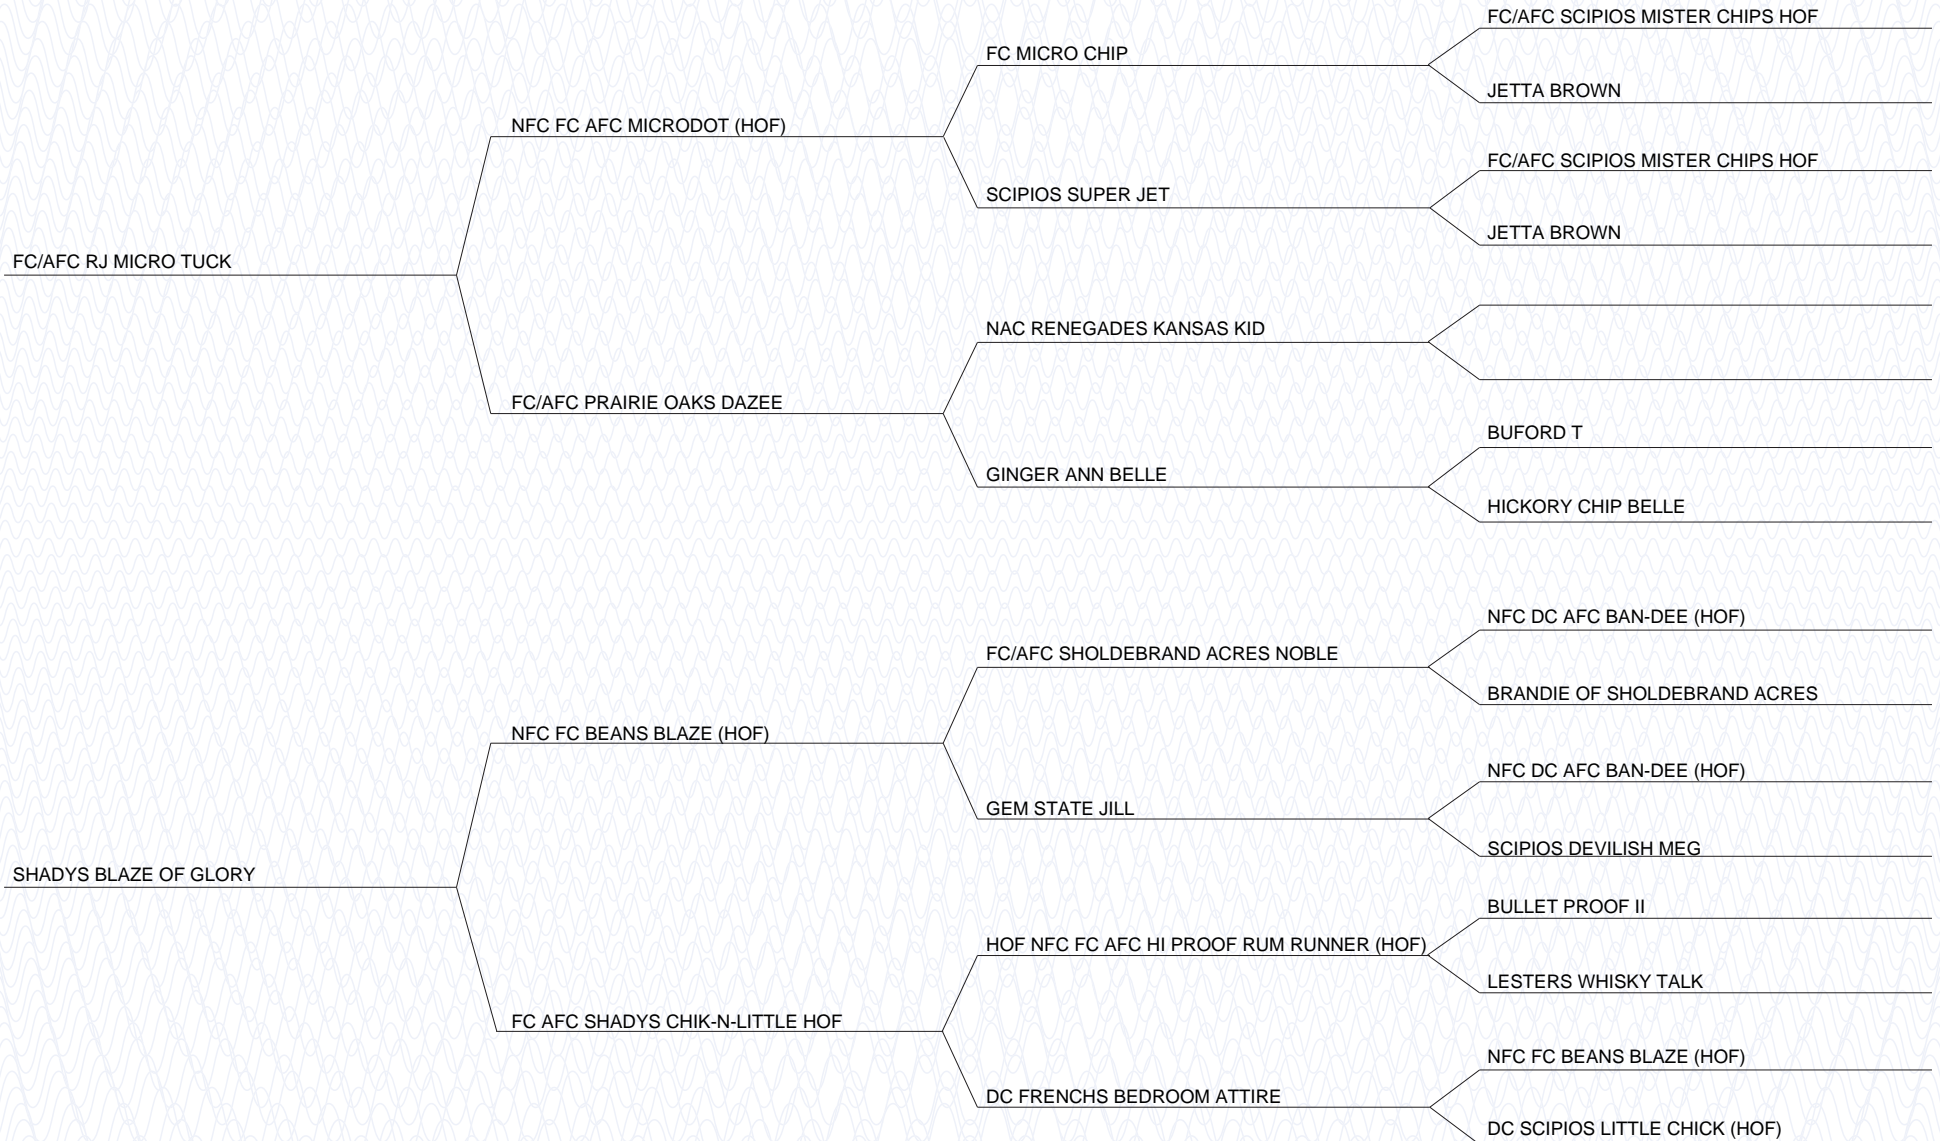 FC/AFC SCIPIOS MISTER CHIPS HOF
FC MICRO CHIP
JETTA BROWN
NFC FC AFC MICRODOT (HOF)
FC/AFC SCIPIOS MISTER CHIPS HOF
SCIPIOS SUPER JET
JETTA BROWN
FC/AFC RJ MICRO TUCK
NAC RENEGADES KANSAS KID
FC/AFC PRAIRIE OAKS DAZEE
BUFORD T
GINGER ANN BELLE
HICKORY CHIP BELLE
NFC DC AFC BAN-DEE (HOF)
FC/AFC SHOLDEBRAND ACRES NOBLE
BRANDIE OF SHOLDEBRAND ACRES
NFC FC BEANS BLAZE (HOF)
NFC DC AFC BAN-DEE (HOF)
GEM STATE JILL
SCIPIOS DEVILISH MEG
SHADYS BLAZE OF GLORY
BULLET PROOF II
HOF NFC FC AFC HI PROOF RUM RUNNER (HOF)
LESTERS WHISKY TALK
FC AFC SHADYS CHIK-N-LITTLE HOF
NFC FC BEANS BLAZE (HOF)
DC FRENCHS BEDROOM ATTIRE
DC SCIPIOS LITTLE CHICK (HOF)